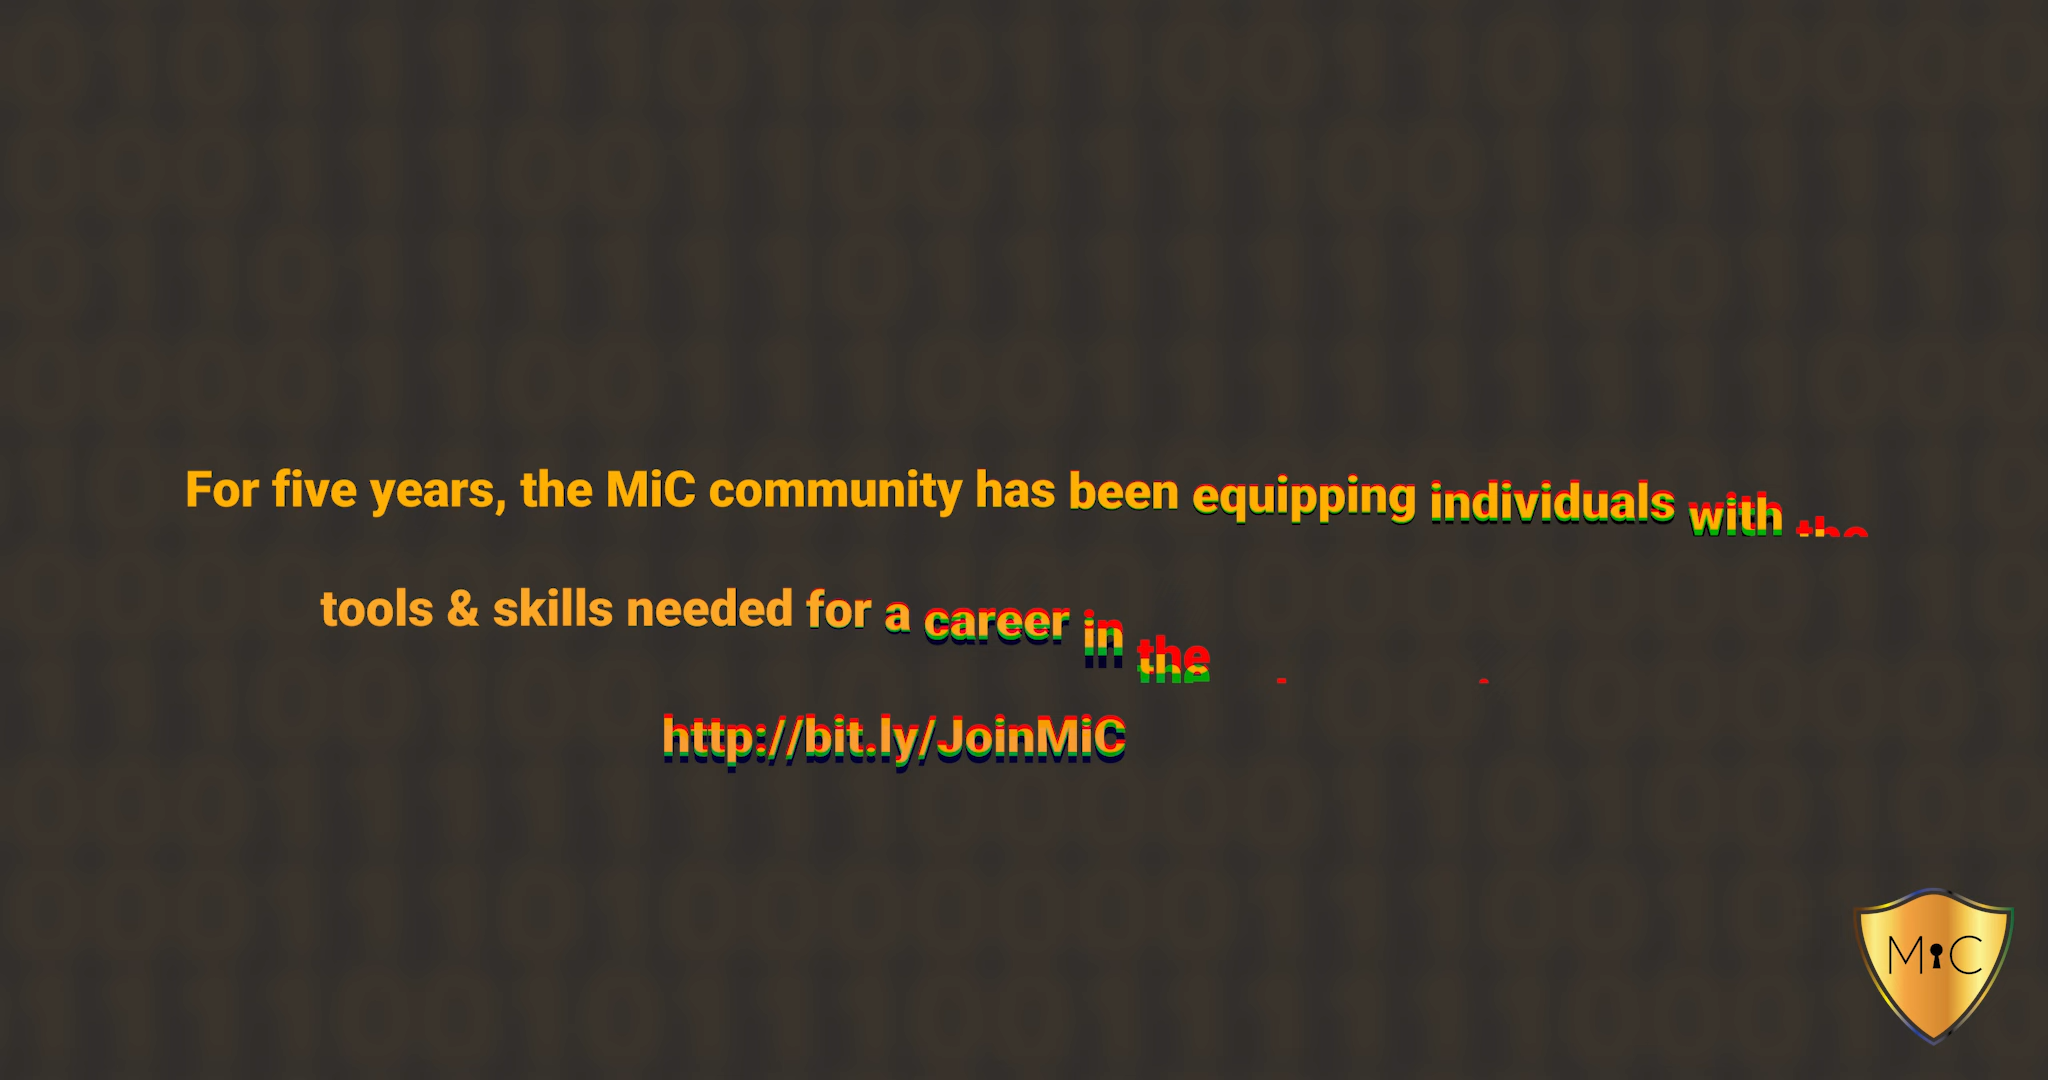 For five years, the MiC community has been equipping individuals with the
tools & skills needed for a career in the
http://bit.ly/JoinMiC
MiC